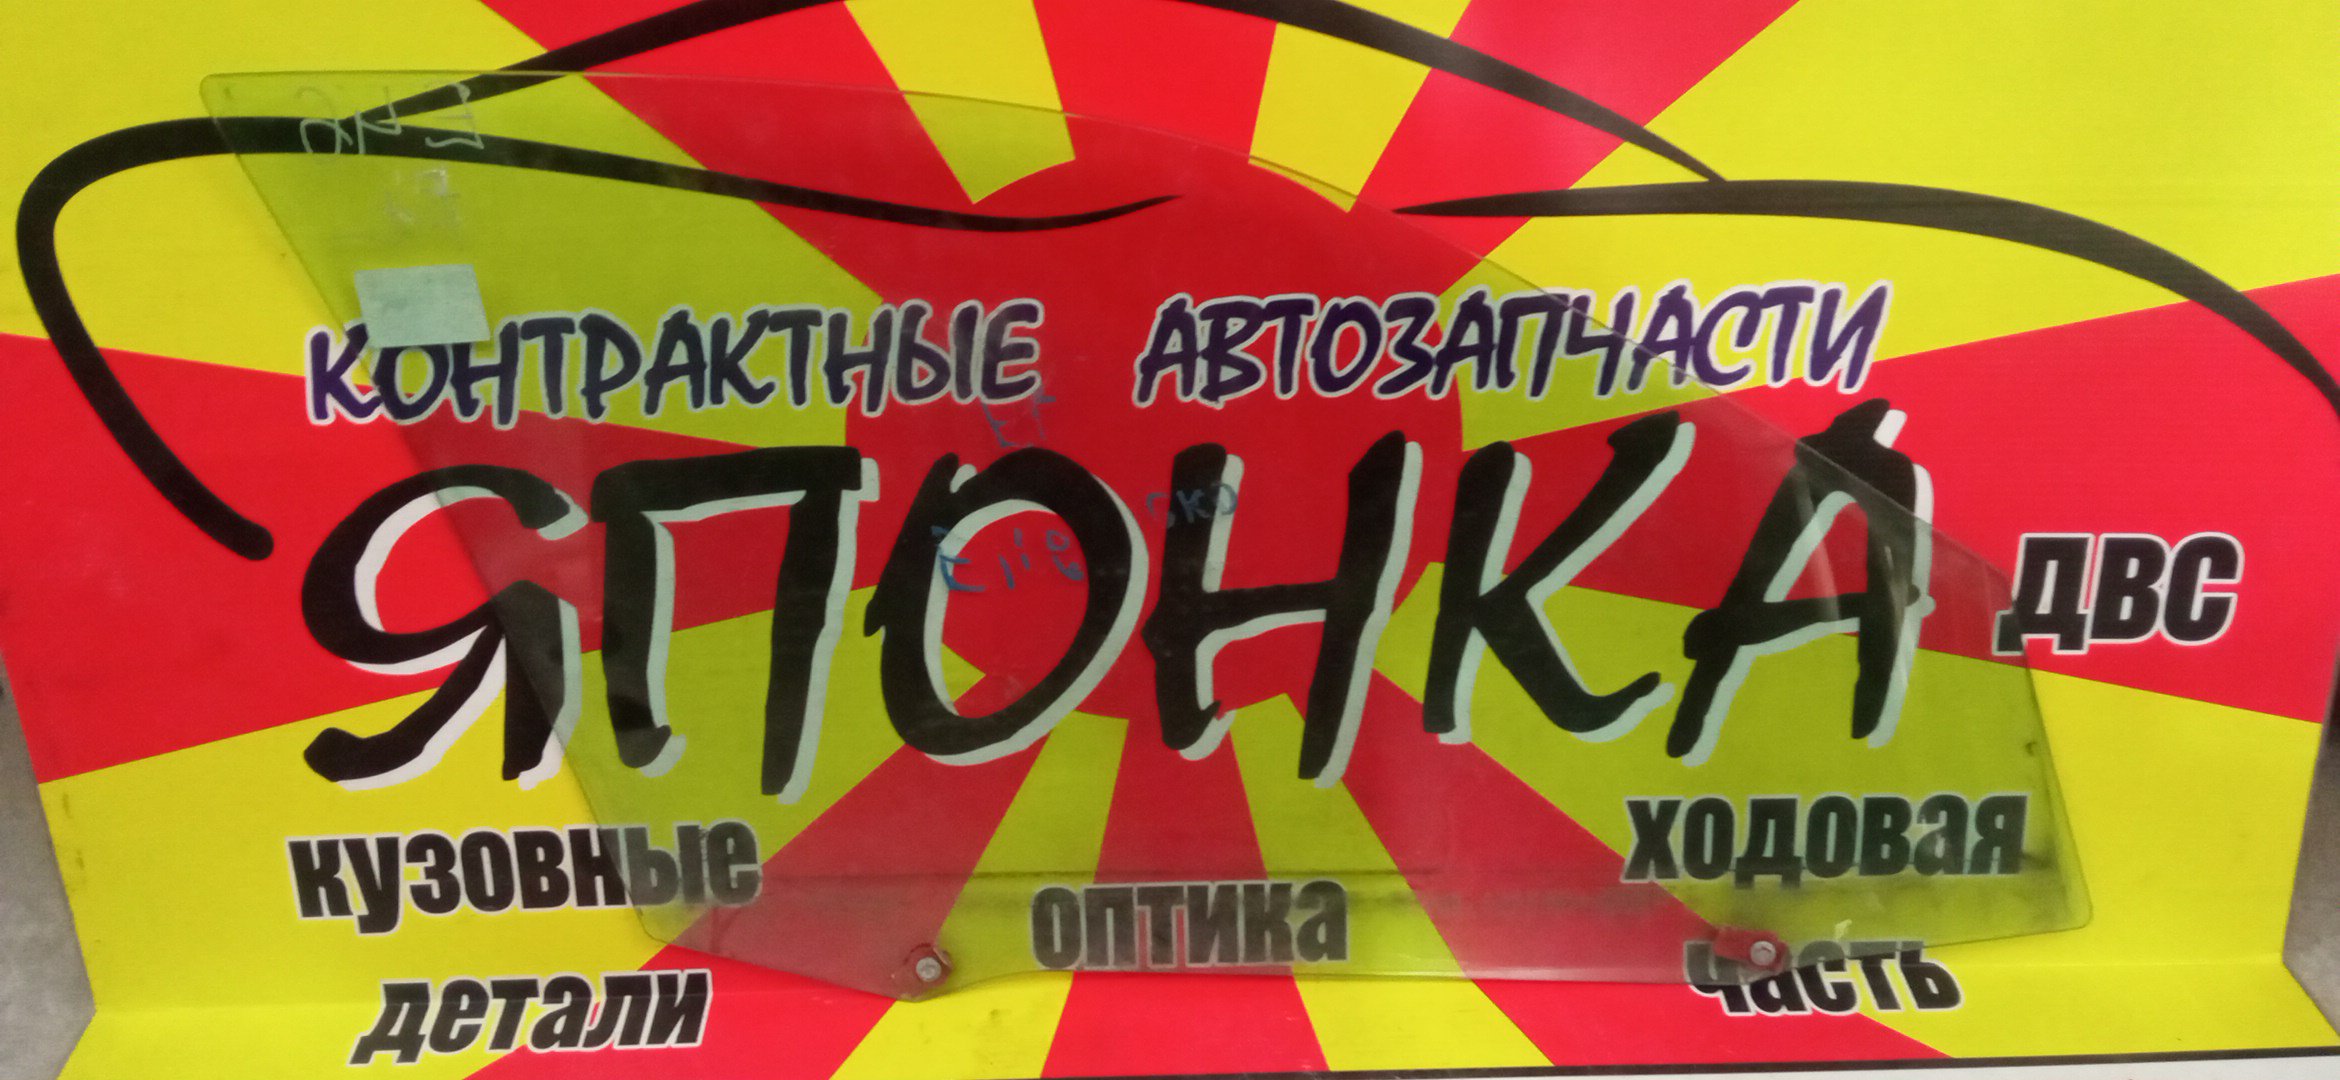 КОНТРАКТНЫЕ АВТОЗАПЧАСТИ
ЯПОНКА
ДВС
кузовные
детали
оптика
ходовая
часть